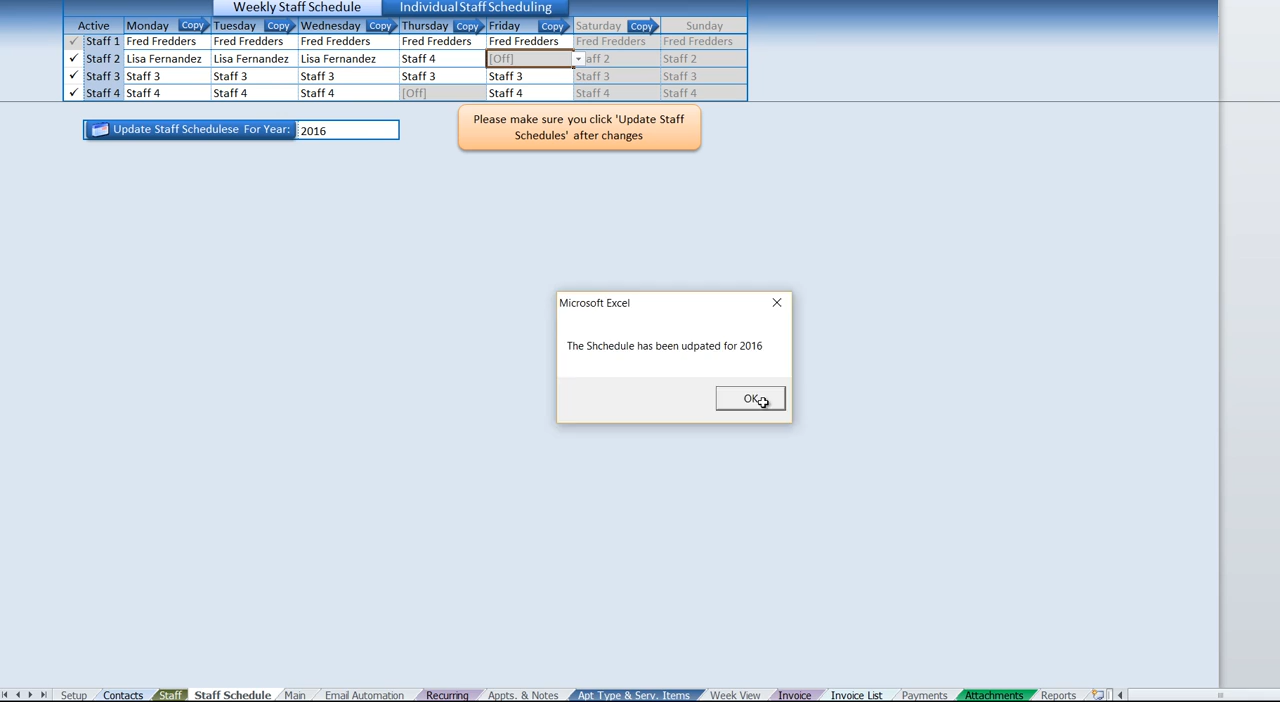 Weekly Staff Schedule Individual Staff Scheduling
Active Monday Copy Tuesday Copy Wednesday Copy Thursday Copy Friday Copy Saturday Copy Sunday
Staff 1 Fred Fredders Fred Fredders Fred Fredders Fred Fredders Fred Fredders Fred Fredders Fred Fredders
Staff 2 Lisa Fernandez Lisa Fernandez Lisa Fernandez Staff 4 [Off] aff 2 Staff 2
Staff 3 Staff 3 Staff 3 Staff 3 Staff 3 Staff 3 Staff 3 Staff 3
Staff 4 Staff 4 Staff 4 Staff 4 [Off] Staff 4 Staff 4 Staff 4
Update Staff Schedulese For Year: 2016
Please make sure you click 'Update Staff
Schedules' after changes
Microsoft Excel
The Shchedule has been udpated for 2016
OK
Setup Contacts Staff Staff Schedule Main Email Automation Recurring Appts. & Notes Apt Type & Serv. Items Week View Invoice Invoice List Payments Attachments Reports